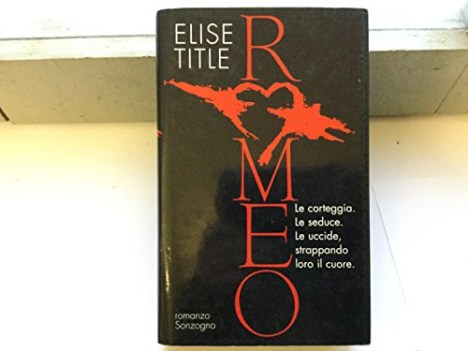 ELISE
TITLE
ROMEO
Le corteggia.
Le seduce.
Le uccide,
strappando
loro il cuore.
romanzo
Sonzogno